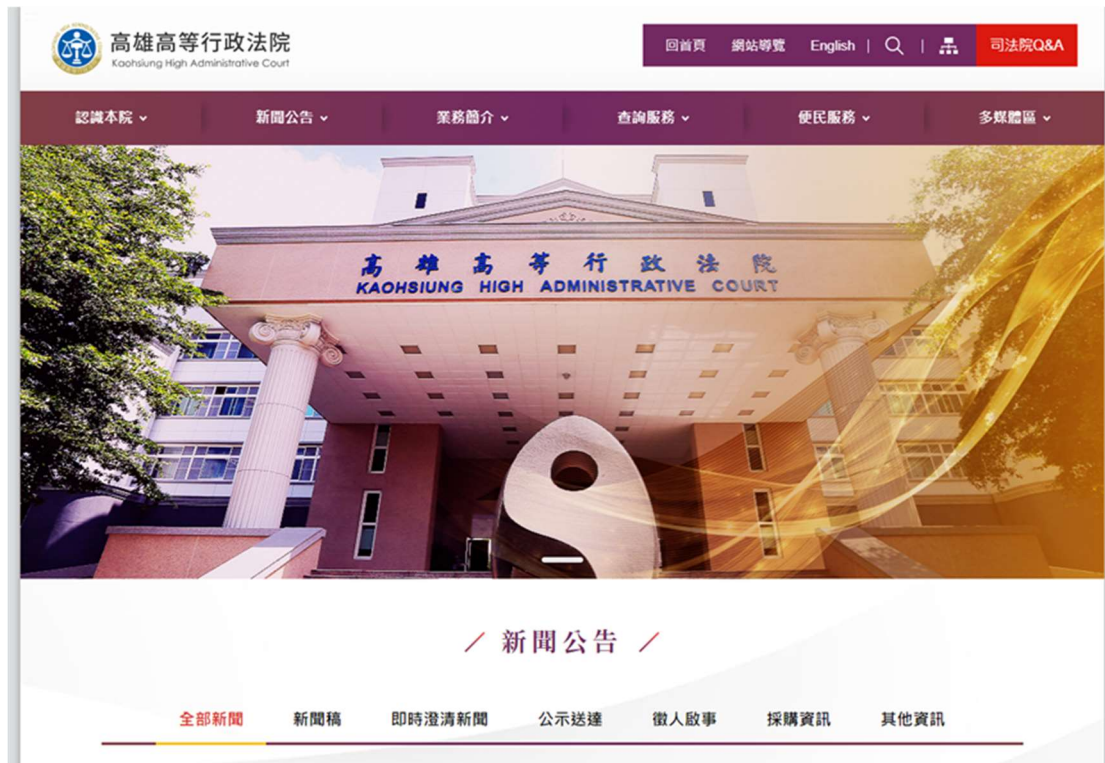 高雄高等行政法院
Kaohsiung High Administrative Court
回首頁 網站導覽 English | | 司法院Q&A
認識本院 新聞公告 業務簡介 查詢服務 便民服務 多媒體區
高雄高等行政法院
KAOHSIUNG HIGH ADMINISTRATIVE COURT
/ 新聞公告 /
全部新聞 新聞稿 即時澄清新聞 公示送達 徵人啟事 採購資訊 其他資訊